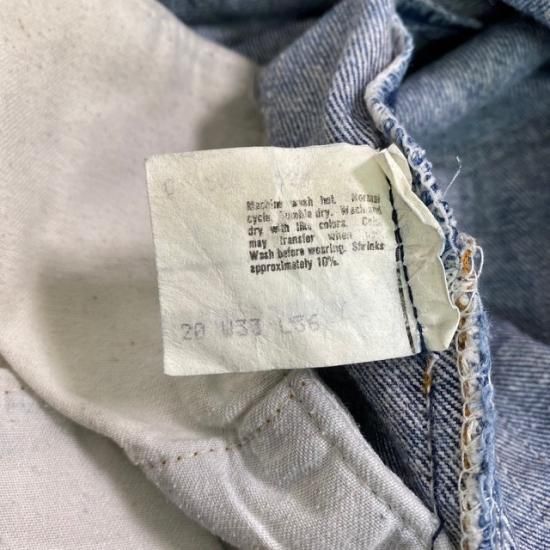 Machine wash hot. Normal
cycle. Tumble dry. Wash and
dry with like colors. Color
may transfer when
Wash before wearing. Shrinks
approximately 10%.
20 W33 L36